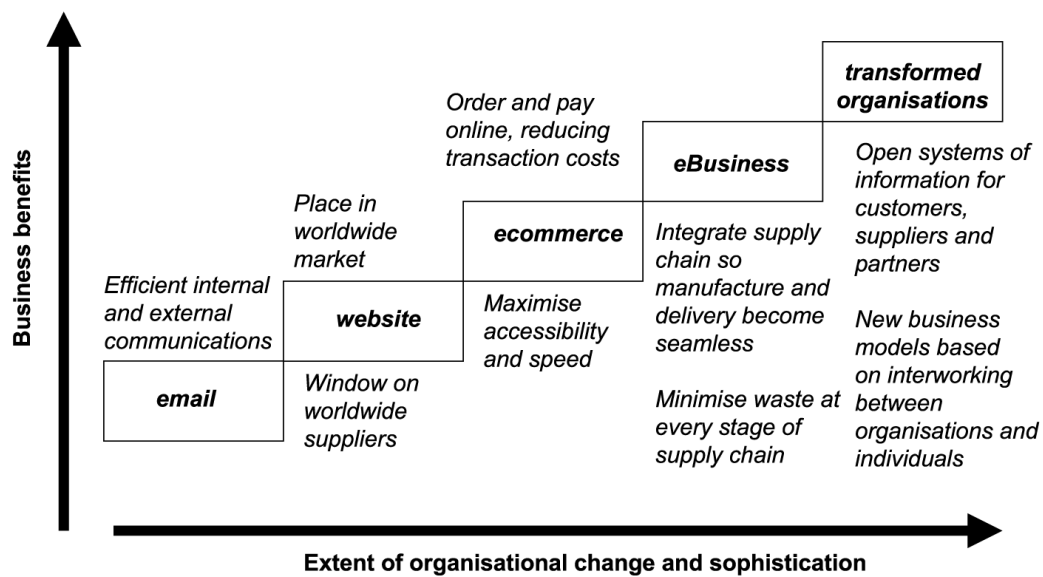 Business benefits
email
Efficient internal
and external
communications
website
Place in
worldwide
market
Window on
worldwide
suppliers
ecommerce
Order and pay
online, reducing
transaction costs
Maximise
accessibility
and speed
eBusiness
Integrate supply
chain so
manufacture and
delivery become
seamless
Minimise waste at
every stage of
supply chain
transformed
organisations
Open systems of
information for
customers,
suppliers and
partners
New business
models based
on interworking
between
organisations and
individuals
Extent of organisational change and sophistication